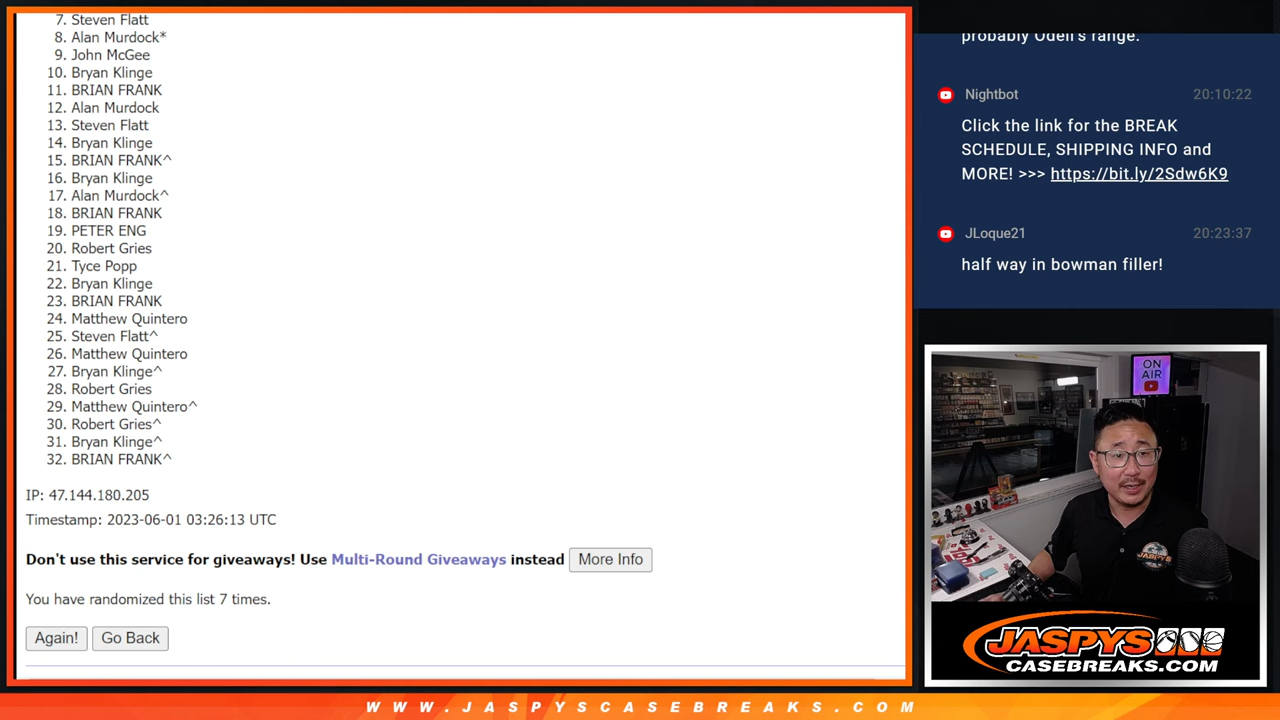 7. Steven Flatt
8. Alan Murdock*
9. John McGee
10. Bryan Klinge
11. BRIAN FRANK
12. Alan Murdock
13. Steven Flatt
14. Bryan Klinge
15. BRIAN FRANK^
16. Bryan Klinge
17. Alan Murdock^
18. BRIAN FRANK
19. PETER ENG
20. Robert Gries
21. Tyce Popp
22. Bryan Klinge
23. BRIAN FRANK
24. Matthew Quintero
25. Steven Flatt^
26. Matthew Quintero
27. Bryan Klinge^
28. Robert Gries
29. Matthew Quintero^
30. Robert Gries^
31. Bryan Klinge^
32. BRIAN FRANK^
IP: 47.144.180.205
Timestamp: 2023-06-01 03:26:13 UTC
Don't use this service for giveaways! Use Multi-Round Giveaways instead More Info
You have randomized this list 7 times.
Again! Go Back
probably Odell's range.
Nightbot 20:10:22
Click the link for the BREAK
SCHEDULE, SHIPPING INFO and
MORE! >>> https://bit.ly/2Sdw6K9
JLoque21 20:23:37
half way in bowman filler!
ON
AIR
JASPYS
JASPYS
CASEBREAKS.COM
WWW.JASPYSCASEBREAKS.COM